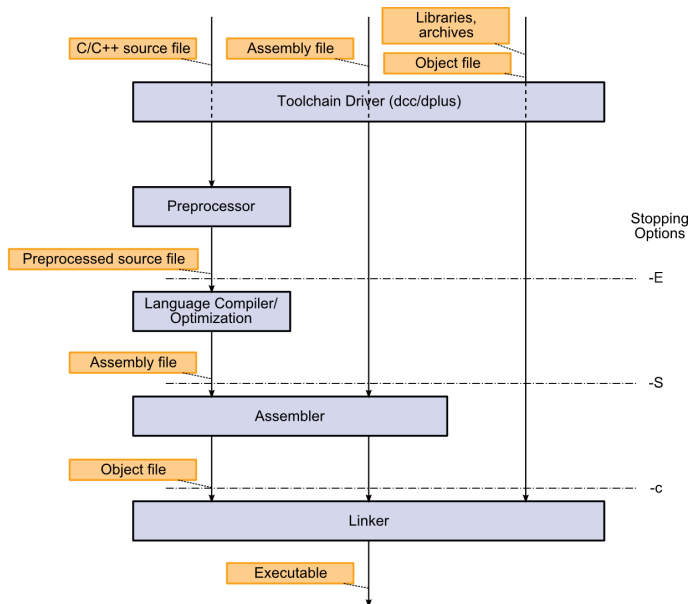 Libraries,
archives
C/C++ source file
Assembly file
Object file
Toolchain Driver (dcc/dplus)
Preprocessor
Stopping
Options
Preprocessed source file
-E
Language Compiler/
Optimization
Assembly file
-S
Assembler
Object file
-c
Linker
Executable